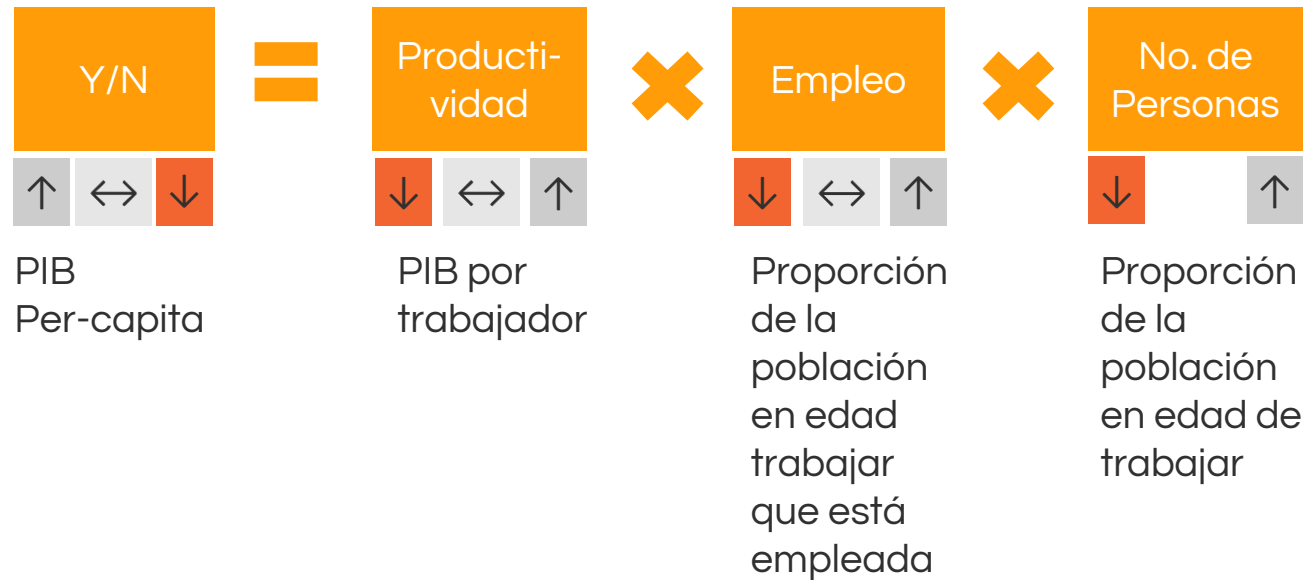 Y/N
=
Producti-
vidad
✖
Empleo
✖
No. de
Personas
↑ ↔ ↓
↓ ↔ ↑
↓ ↔ ↑
↓ ↑
PIB
Per-capita
PIB por
trabajador
Proporción
de la
población
en edad
trabajar
que está
empleada
Proporción
de la
población
en edad de
trabajar